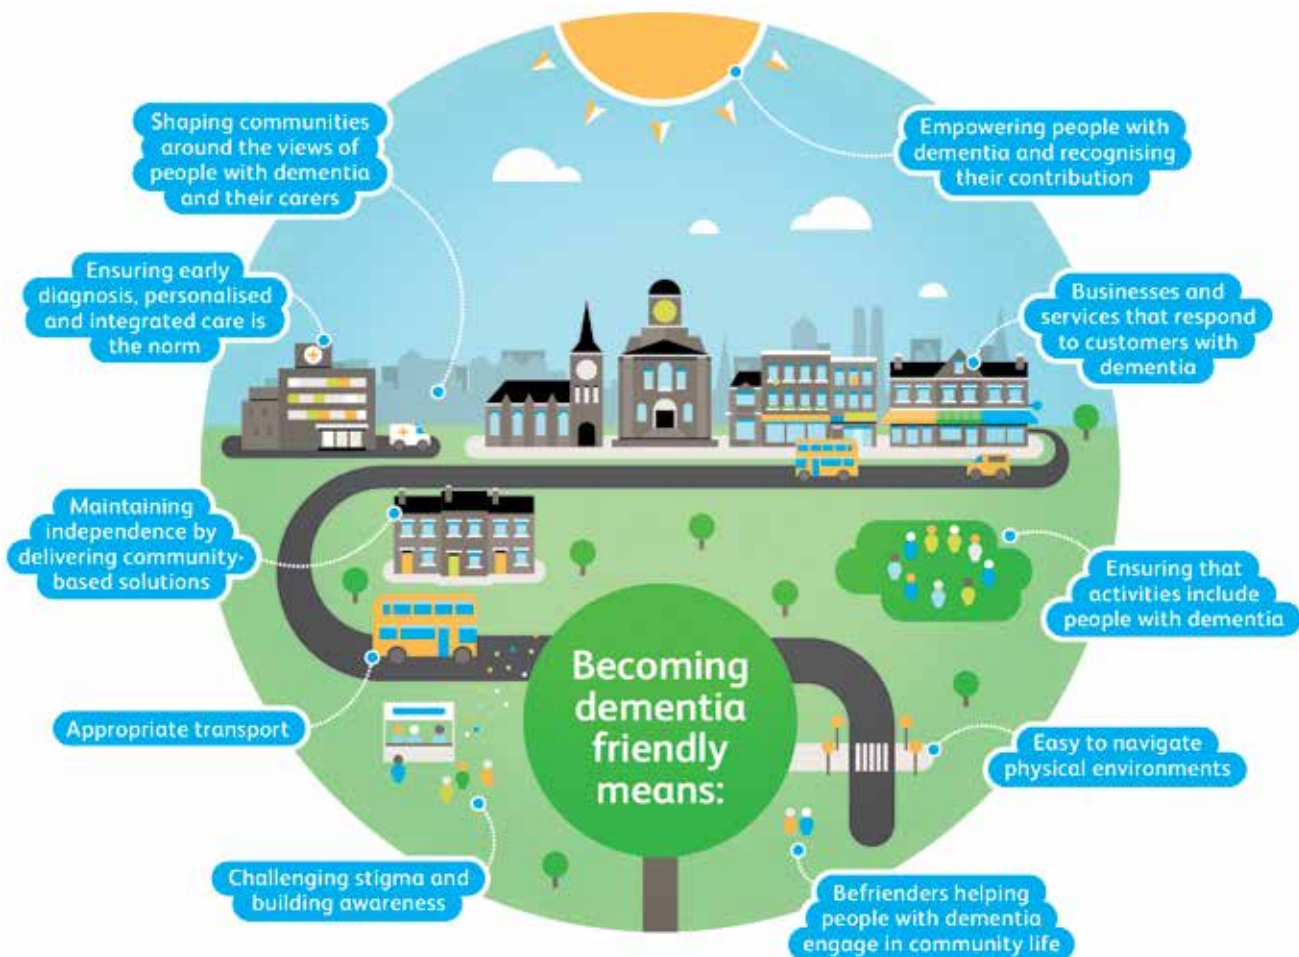 Shaping communities
around the views of
people with dementia
and their carers
Empowering people with
dementia and recognising
their contribution
Ensuring early
diagnosis, personalised
and integrated care is
the norm
Businesses and
services that respond
to customers with
dementia
Maintaining
independence by
delivering community-
based solutions
Ensuring that
activities include
people with dementia
Becoming
dementia
friendly
means:
Appropriate transport
Easy to navigate
physical environments
Challenging stigma and
building awareness
Befrienders helping
people with dementia
engage in community life